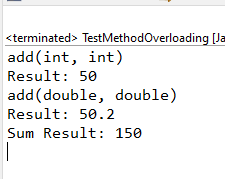 <terminated> TestMethodOverloading [Ja
add(int, int)
Result: 50
add(double, double)
Result: 50.2
Sum Result: 150